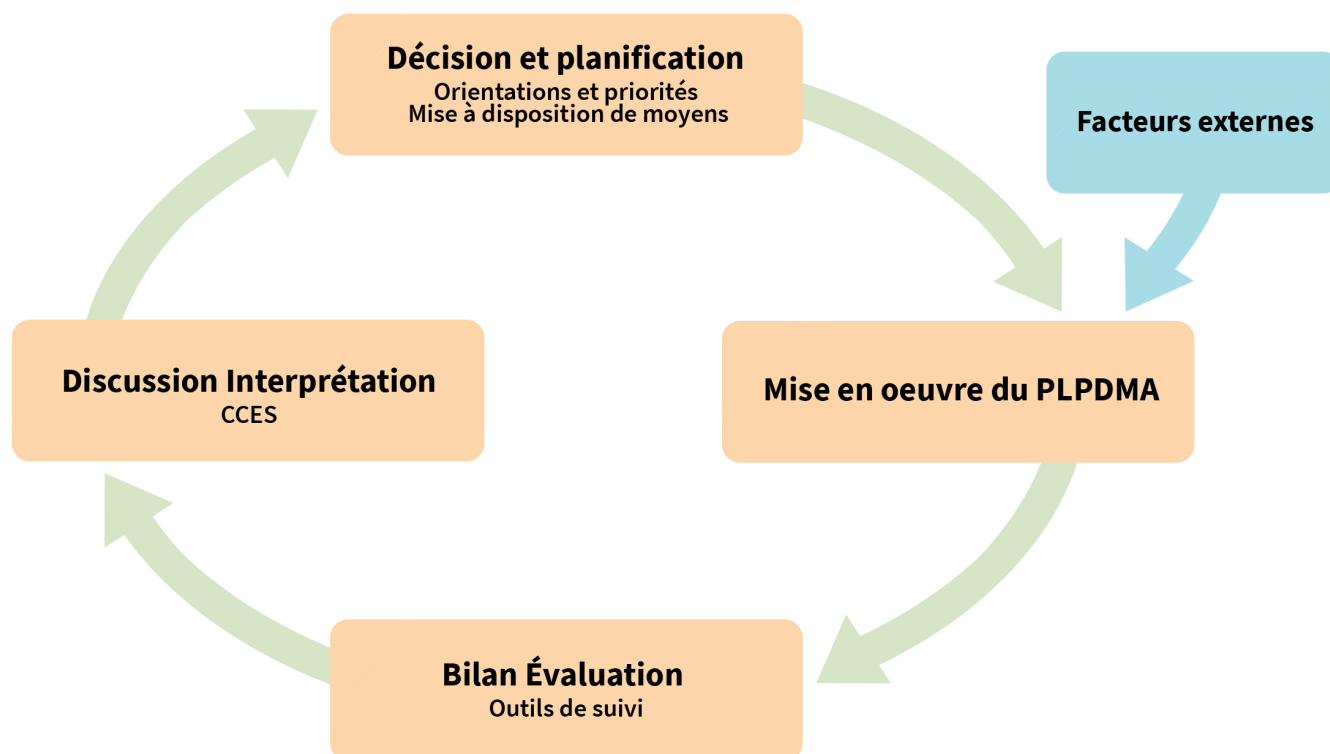 Décision et planification
Orientations et priorités
Mise à disposition de moyens
Facteurs externes
Discussion Interprétation
CCES
Mise en oeuvre du PLPDMA
Bilan Évaluation
Outils de suivi